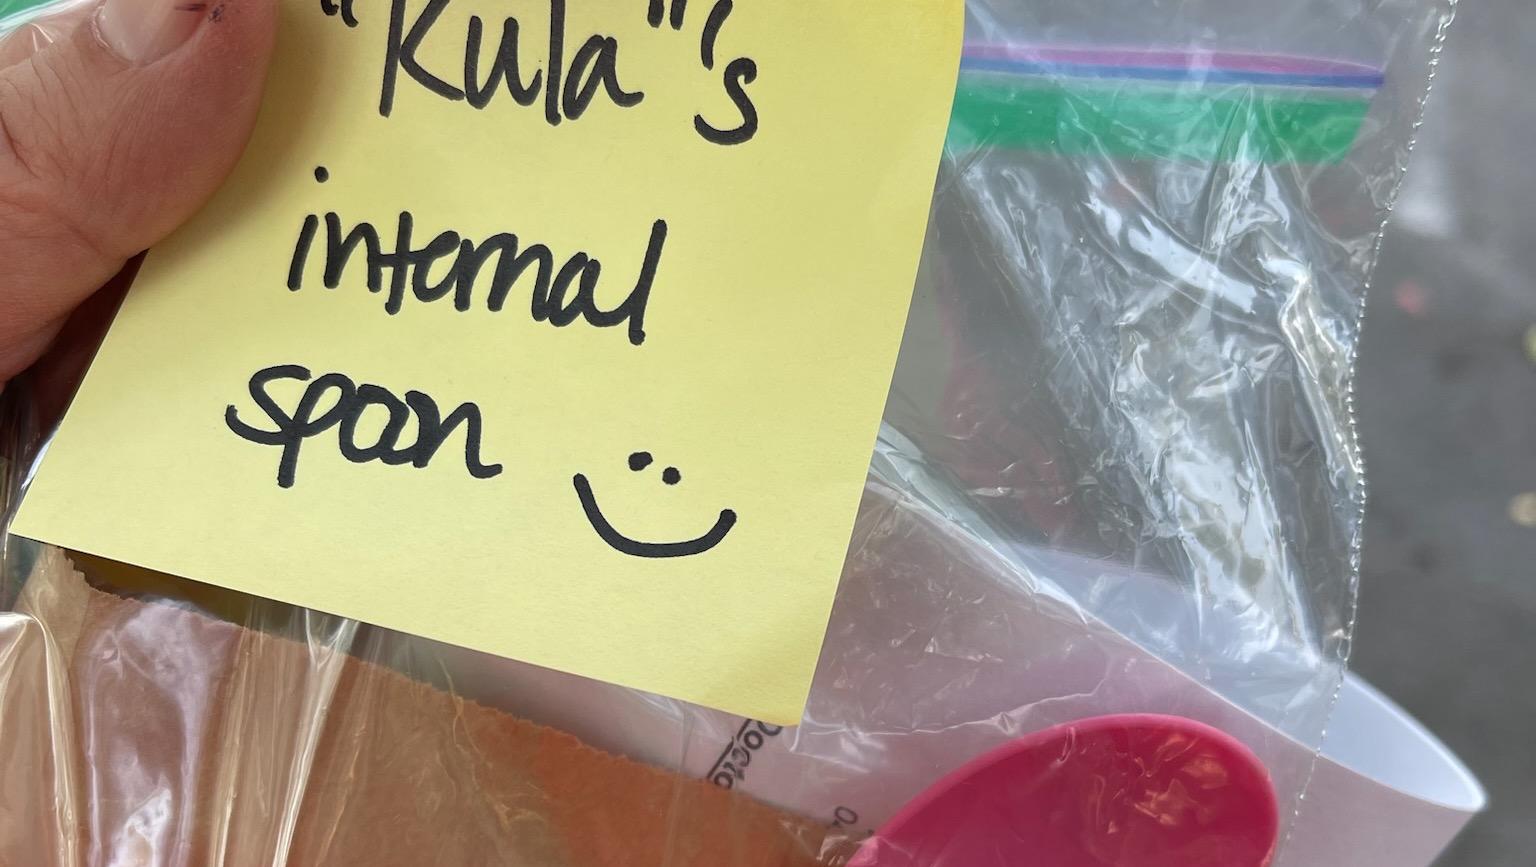 "Kula"'s
internal
spoon